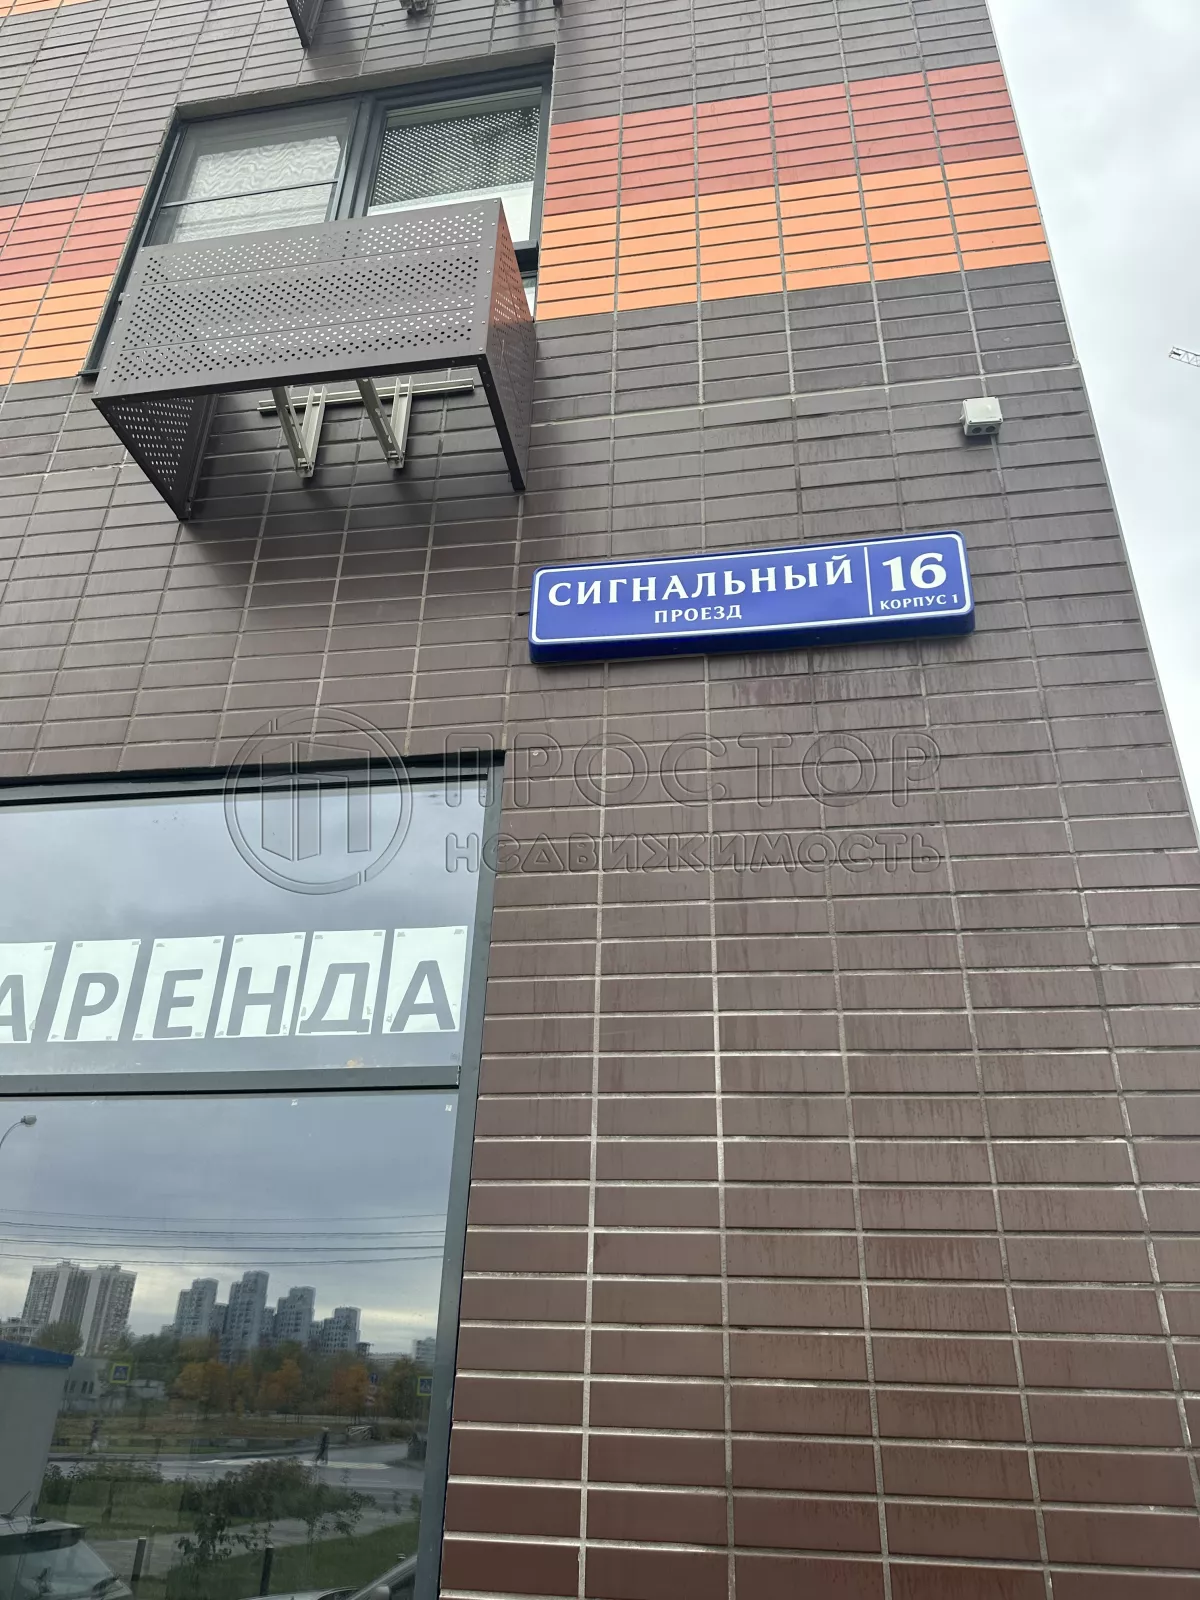 СИГНАЛЬНЫЙ
ПРОЕЗД
16
КОРПУС 1
ПРОСТОР
НЕДВИЖИМОСТЬ
АРЕНДА